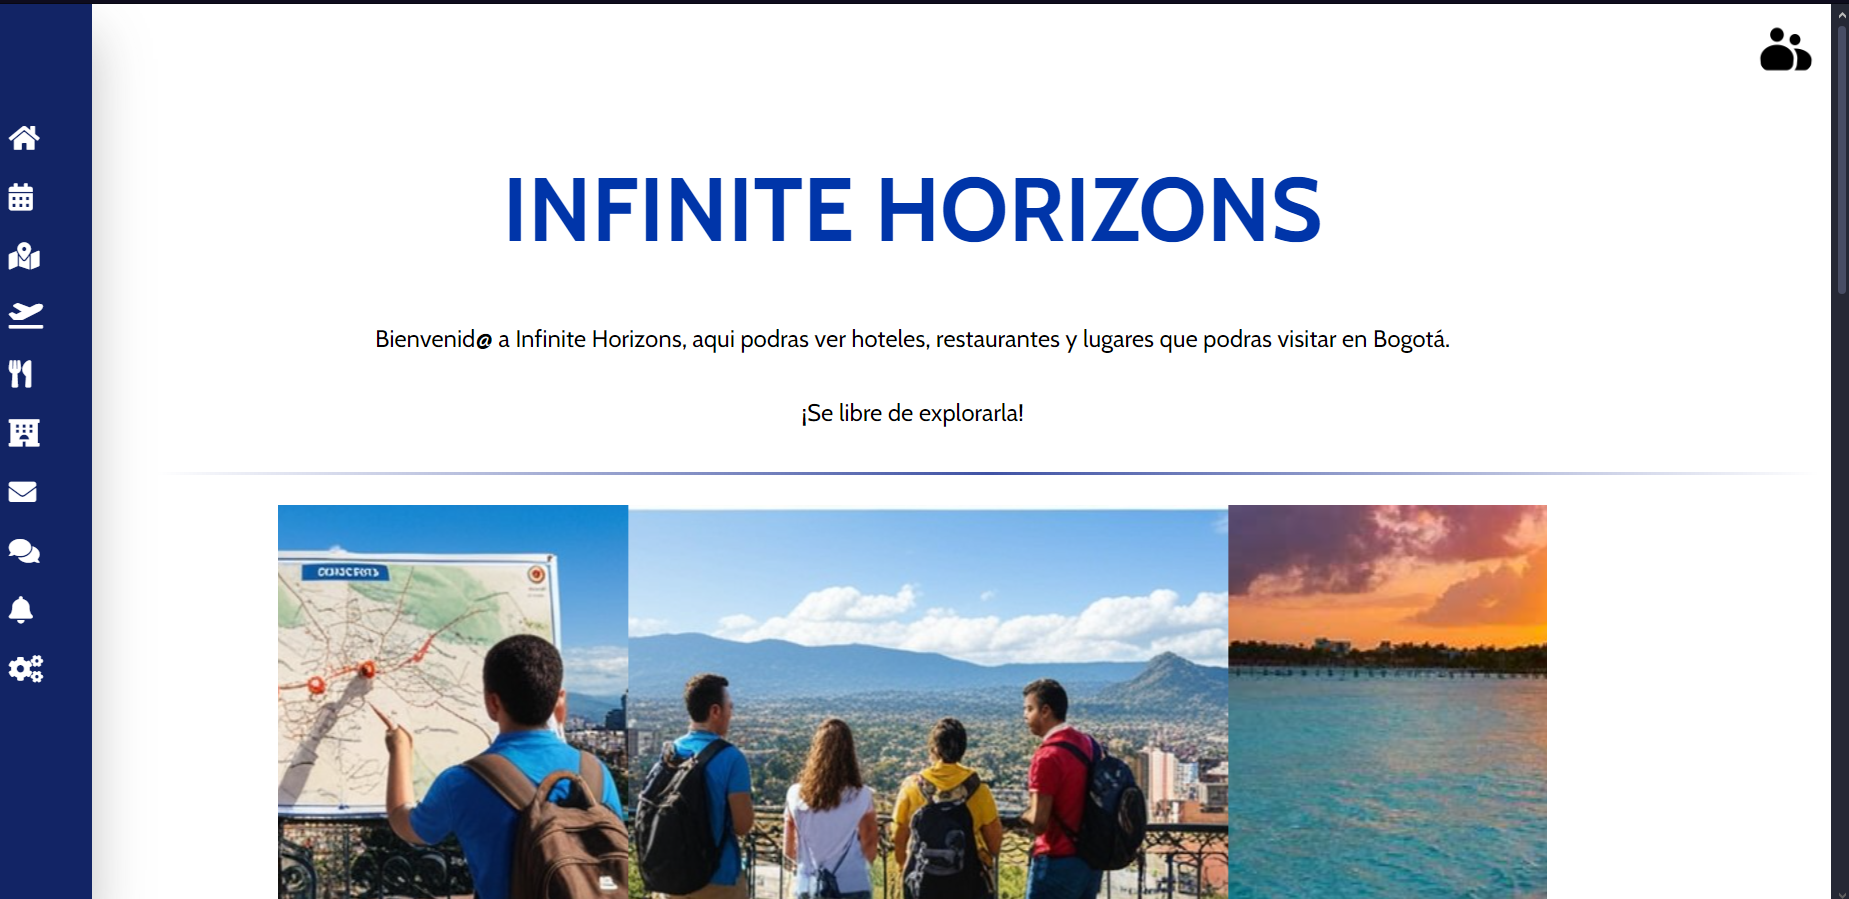 INFINITE HORIZONS
Bienvenid@ a Infinite Horizons, aqui podras ver hoteles, restaurantes y lugares que podras visitar en Bogotá.
¡Se libre de explorarla!